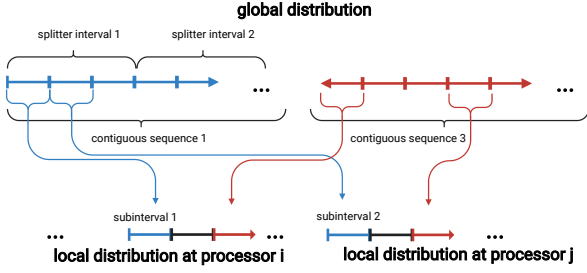 global distribution
splitter interval 1 splitter interval 2
... ...
contiguous sequence 1 contiguous sequence 3
subinterval 1 subinterval 2
... ... ...
local distribution at processor i local distribution at processor j